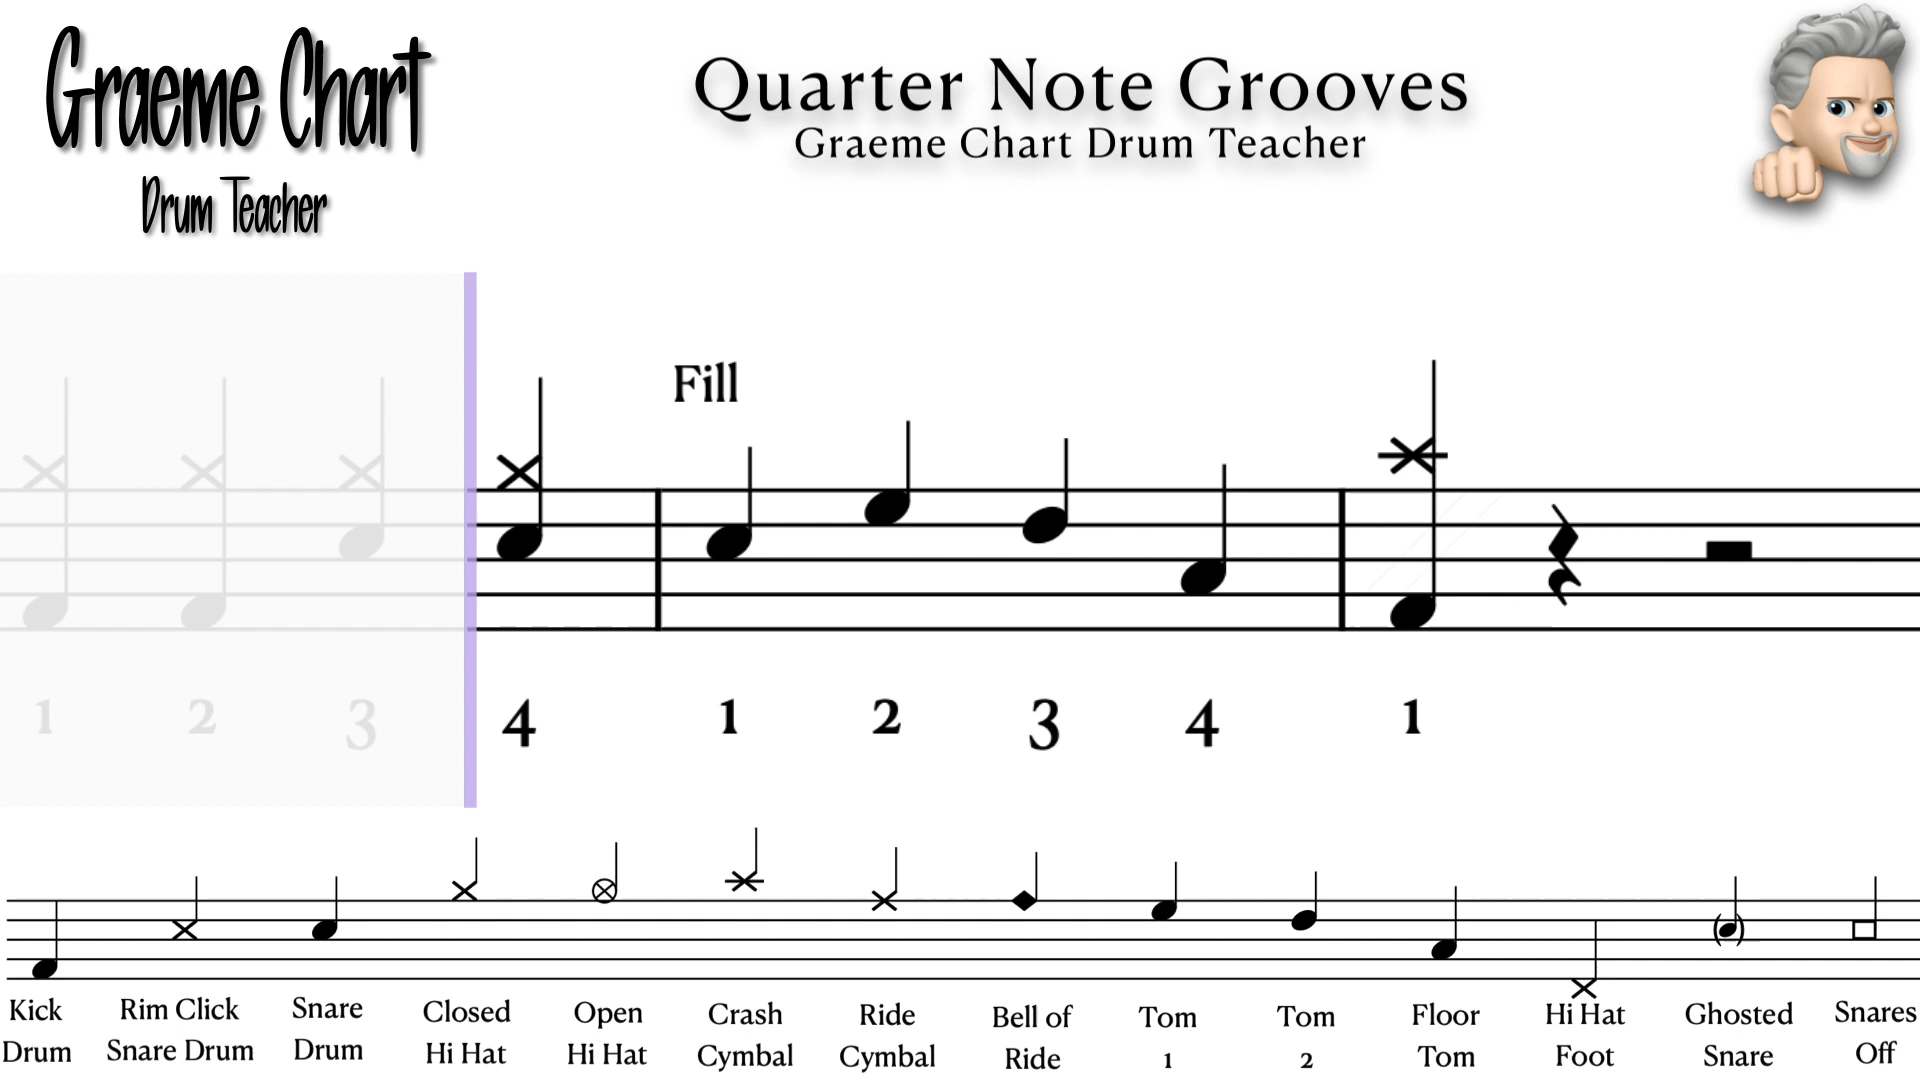 Graeme Chart
Drum Teacher
Quarter Note Grooves
Graeme Chart Drum Teacher
Fill
1 2 3 4 1 2 3 4 1
Kick Drum
Rim Click Snare Drum
Snare Drum
Closed Hi Hat
Open Hi Hat
Crash Cymbal
Ride Cymbal
Bell of Ride
Tom 1
Tom 2
Floor Tom
Hi Hat Foot
Ghosted Snare
Snares Off